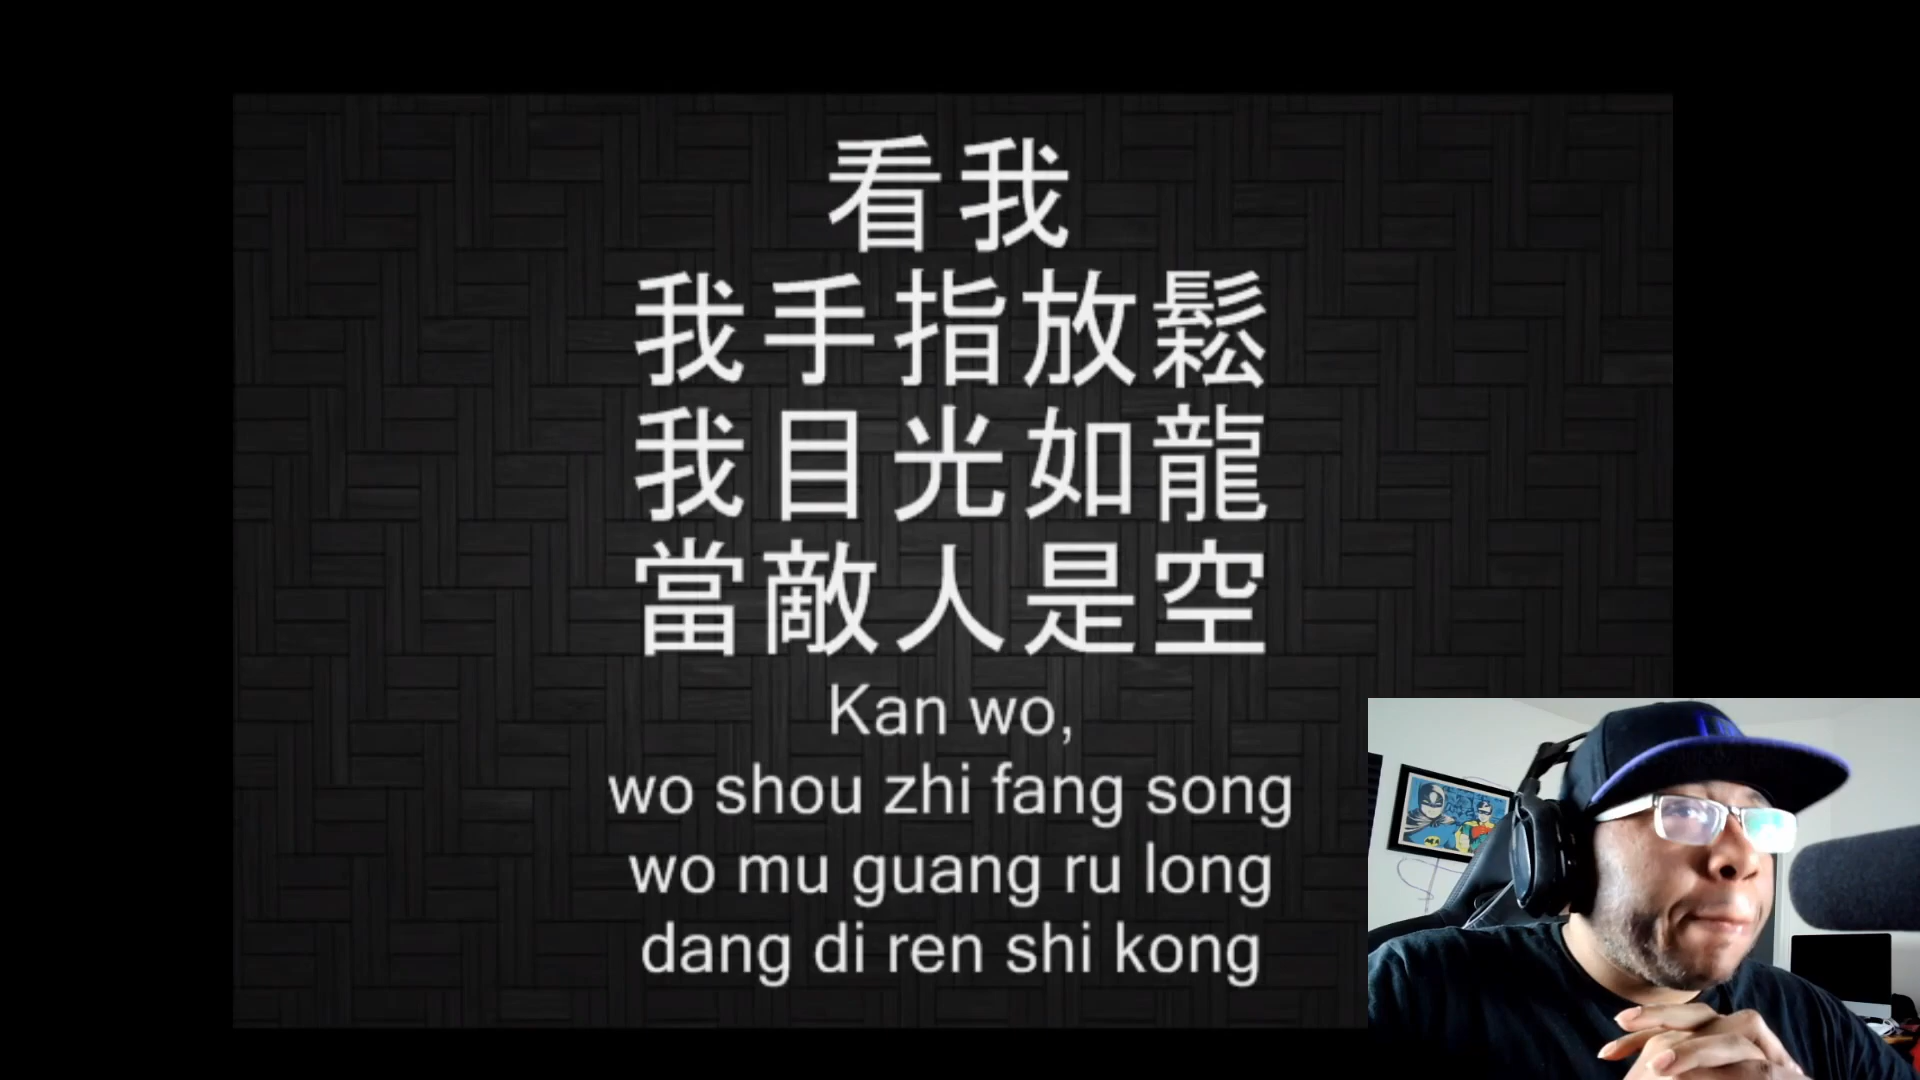 看我
我手指放鬆
我目光如龍
當敵人是空
Kan wo,
wo shou zhi fang song
wo mu guang ru long
dang di ren shi kong